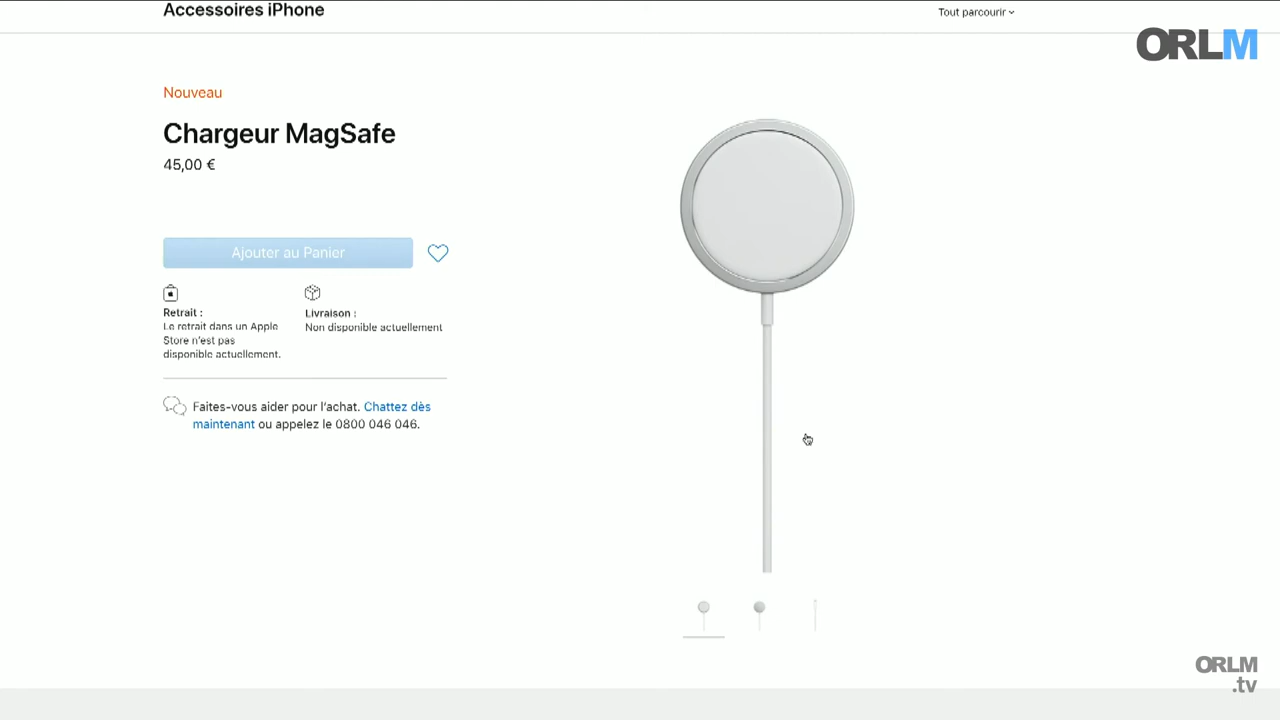 Accessoires iPhone
Tout parcourir
ORLM
Nouveau
Chargeur MagSafe
45,00 €
Ajouter au Panier
Retrait :
Le retrait dans un Apple
Store n'est pas
disponible actuellement.
Livraison :
Non disponible actuellement
Faites-vous aider pour l'achat. Chattez dès
maintenant ou appelez le 0800 046 046.
ORLM
.tv